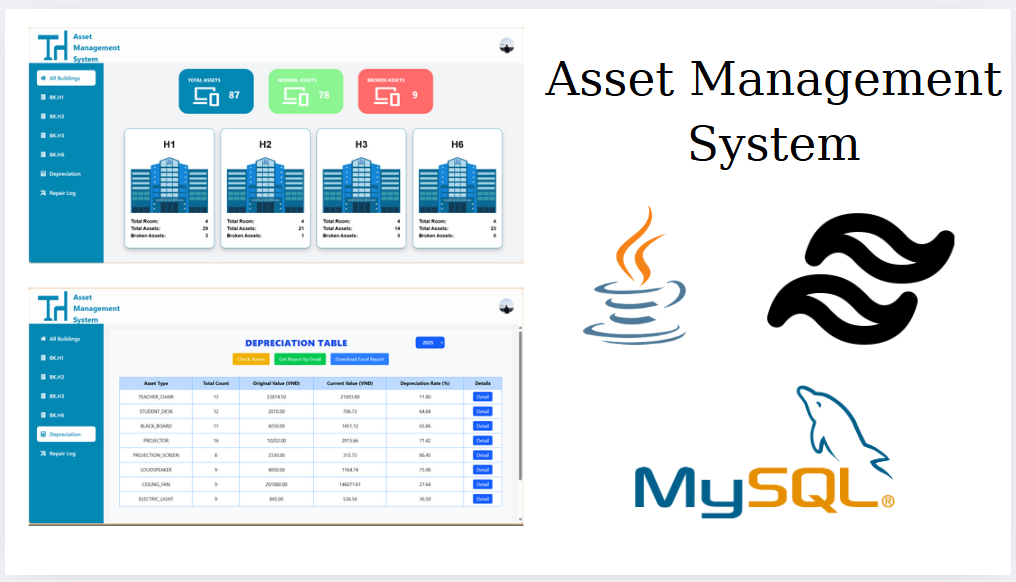 Asset
Management
System
All Buildings
BK.H1
BK.H2
BK.H3
BK.H6
Depreciation
Repair Log
TOTAL ASSETS
87
NORMAL ASSETS
78
BROKEN ASSETS
9
H1
Total Room: 4
Total Assets: 29
Broken Assets: 3
H2
Total Room: 4
Total Assets: 21
Broken Assets: 1
H3
Total Room: 4
Total Assets: 14
Broken Assets: 5
H6
Total Room: 4
Total Assets: 23
Broken Assets: 0
Asset
Management
System
All Buildings
BK.H1
BK.H2
BK.H3
BK.H6
Depreciation
Repair Log
DEPRECIATION TABLE
2025
Check Assets
Get Report by Email
Download Excel Report
Asset Type Total Count Original Value (VND) Current Value (VND) Depreciation Rate (%) Details
TEACHER_CHAIR 13 23814.50 21003.80 11.80 Detail
STUDENT_DESK 12 2010.00 706.73 64.84 Detail
BLACK_BOARD 11 4250.00 1451.12 65.86 Detail
PROJECTOR 16 10202.00 2915.66 71.42 Detail
PROJECTION_SCREEN 8 2330.00 315.72 86.45 Detail
LOUDSPEAKER 9 4850.00 1164.74 75.98 Detail
CEILING_FAN 9 201880.00 146071.61 27.64 Detail
ELECTRIC_LIGHT 9 845.00 536.54 36.50 Detail
Asset Management
System
MySQL®